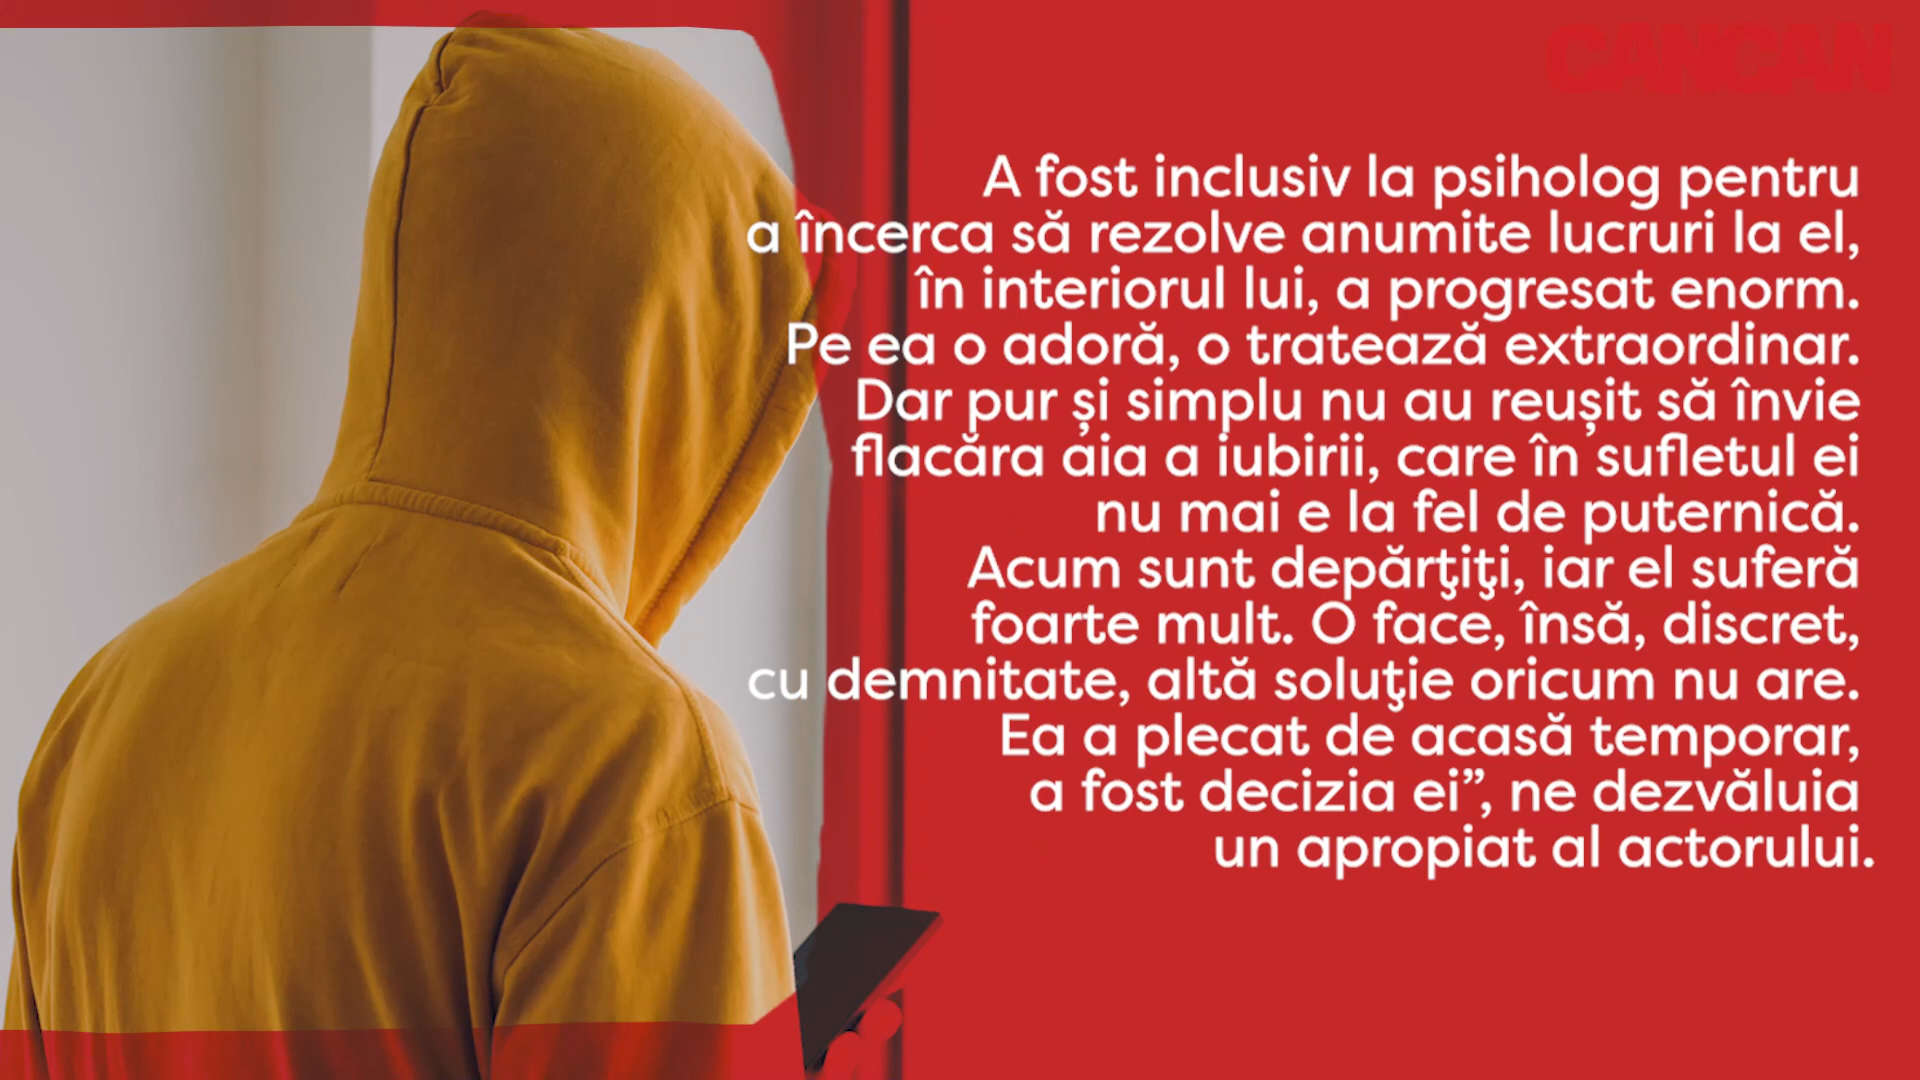 CANCAN
A fost inclusiv la psiholog pentru
a încerca să rezolve anumite lucruri la el,
în interiorul lui, a progresat enorm.
Pe ea o adoră, o tratează extraordinar.
Dar pur și simplu nu au reușit să învie
flacăra aia a iubirii, care în sufletul ei
nu mai e la fel de puternică.
Acum sunt depărţiţi, iar el suferă
foarte mult. O face, însă, discret,
cu demnitate, altă soluţie oricum nu are.
Ea a plecat de acasă temporar,
a fost decizia ei”, ne dezvăluia
un apropiat al actorului.